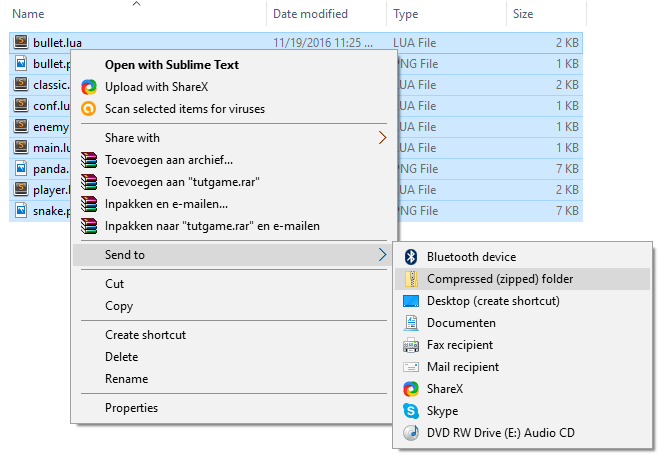 Name Date modified Type Size
bullet.lua 11/19/2016 11:25 ... LUA File 2 KB
bullet.p PNG File 1 KB
classic. LUA File 2 KB
conf.lu LUA File 1 KB
enemy LUA File 1 KB
main.lu LUA File 1 KB
panda. PNG File 7 KB
player.l LUA File 2 KB
snake.p PNG File 7 KB
Open with Sublime Text
Upload with ShareX
Scan selected items for viruses
Share with
Toevoegen aan archief...
Toevoegen aan "tutgame.rar"
Inpakken en e-mailen...
Inpakken naar "tutgame.rar" en e-mailen
Send to
Cut
Copy
Create shortcut
Delete
Rename
Properties
Bluetooth device
Compressed (zipped) folder
Desktop (create shortcut)
Documenten
Fax recipient
Mail recipient
ShareX
Skype
DVD RW Drive (E:) Audio CD